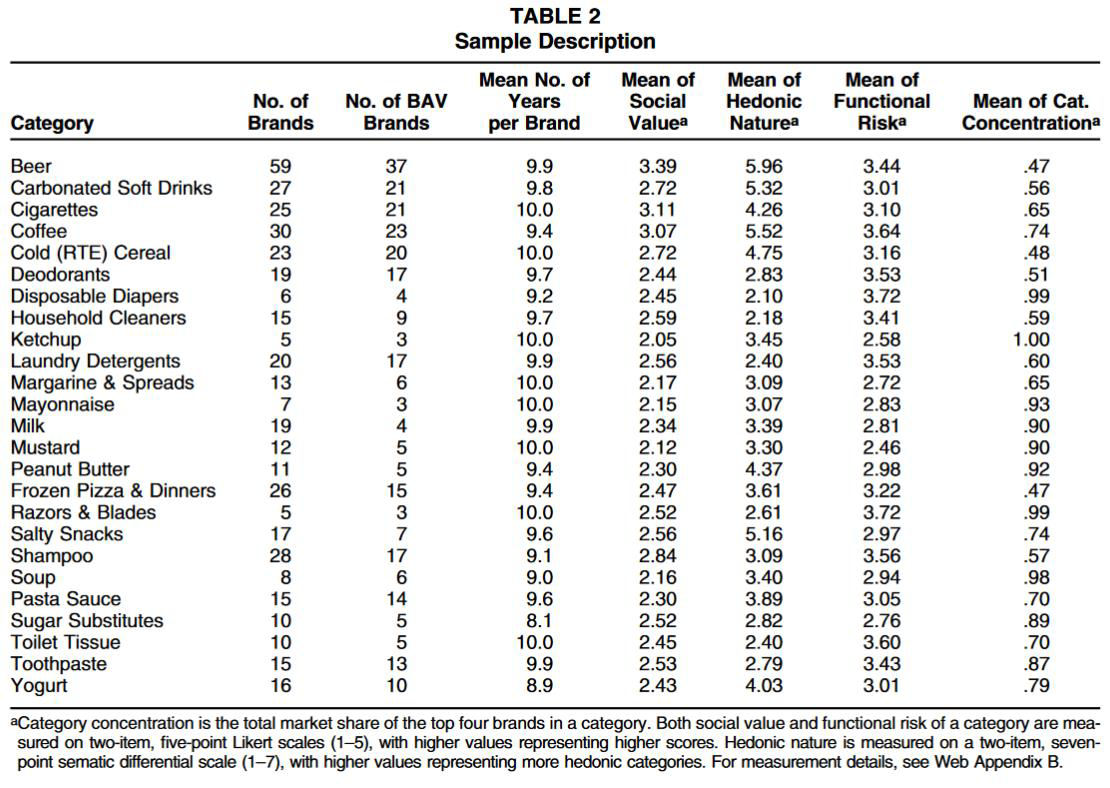 TABLE 2
Sample Description
Mean No. of Mean of Mean of Mean of
No. of No. of BAV Years Social Hedonic Functional Mean of Cat.
Category Brands Brands per Brand Valueᵃ Natureᵃ Riskᵃ Concentrationᵃ
Beer 59 37 9.9 3.39 5.96 3.44 .47
Carbonated Soft Drinks 27 21 9.8 2.72 5.32 3.01 .56
Cigarettes 25 21 10.0 3.11 4.26 3.10 .65
Coffee 30 23 9.4 3.07 5.52 3.64 .74
Cold (RTE) Cereal 23 20 10.0 2.72 4.75 3.16 .48
Deodorants 19 17 9.7 2.44 2.83 3.53 .51
Disposable Diapers 6 4 9.2 2.45 2.10 3.72 .99
Household Cleaners 15 9 9.7 2.59 2.18 3.41 .59
Ketchup 5 3 10.0 2.05 3.45 2.58 1.00
Laundry Detergents 20 17 9.9 2.56 2.40 3.53 .60
Margarine & Spreads 13 6 10.0 2.17 3.09 2.72 .65
Mayonnaise 7 3 10.0 2.15 3.07 2.83 .93
Milk 19 4 9.9 2.34 3.39 2.81 .90
Mustard 12 5 10.0 2.12 3.30 2.46 .90
Peanut Butter 11 5 9.4 2.30 4.37 2.98 .92
Frozen Pizza & Dinners 26 15 9.4 2.47 3.61 3.22 .47
Razors & Blades 5 3 10.0 2.52 2.61 3.72 .99
Salty Snacks 17 7 9.6 2.56 5.16 2.97 .74
Shampoo 28 17 9.1 2.84 3.09 3.56 .57
Soup 8 6 9.0 2.16 3.40 2.94 .98
Pasta Sauce 15 14 9.6 2.30 3.89 3.05 .70
Sugar Substitutes 10 5 8.1 2.52 2.82 2.76 .89
Toilet Tissue 10 5 10.0 2.45 2.40 3.60 .70
Toothpaste 15 13 9.9 2.53 2.79 3.43 .87
Yogurt 16 10 8.9 2.43 4.03 3.01 .79
ᵃCategory concentration is the total market share of the top four brands in a category. Both social value and functional risk of a category are mea-
sured on two-item, five-point Likert scales (1–5), with higher values representing higher scores. Hedonic nature is measured on a two-item, seven-
point sematic differential scale (1–7), with higher values representing more hedonic categories. For measurement details, see Web Appendix B.